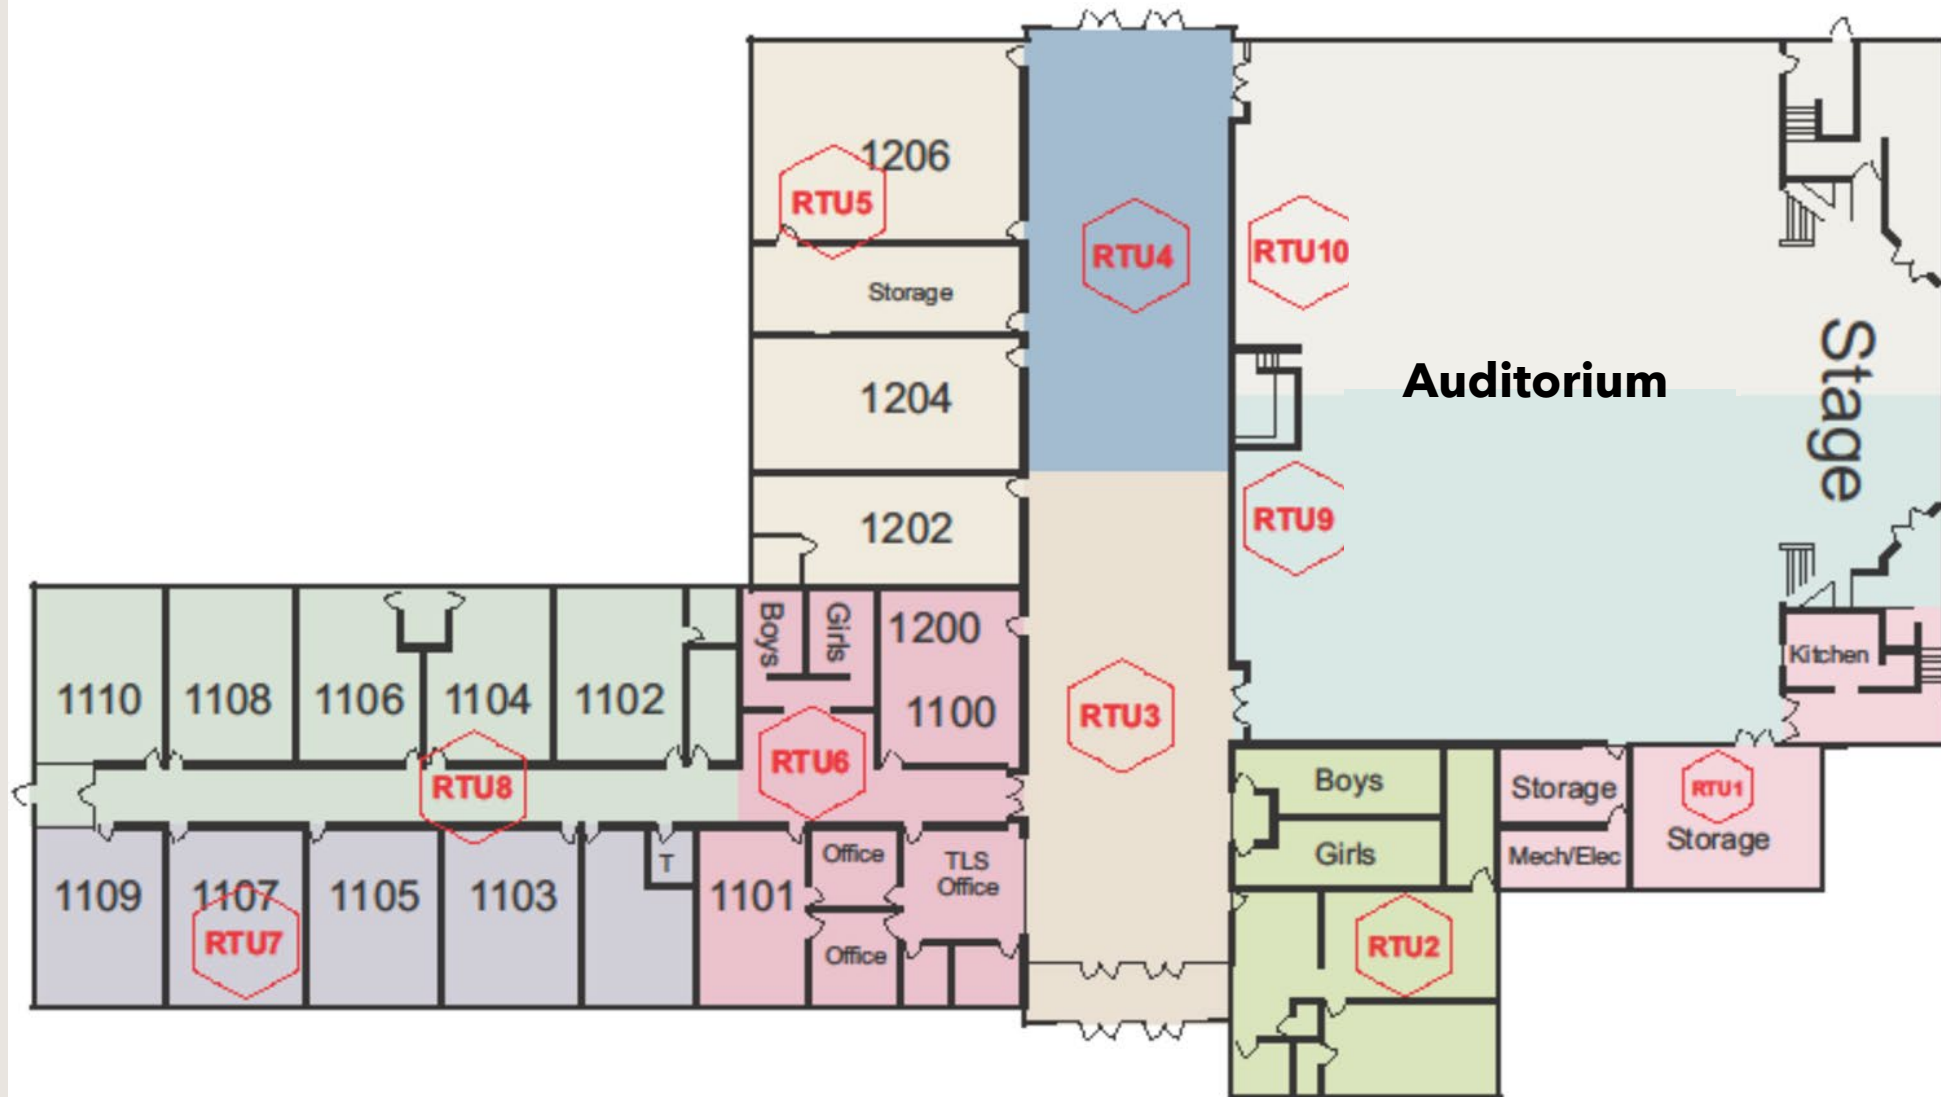 1206
RTU5
RTU4
RTU10
Storage
Auditorium
Stage
1204
1202
RTU9
Boys
Girls
1200
1110
1108
1106
1104
1102
1100
Kitchen
RTU3
RTU6
RTU8
Boys
Storage
RTU1
Storage
Girls
Mech/Elec
T
Office
TLS
Office
1109
1107
1105
1103
1101
RTU7
Office
RTU2